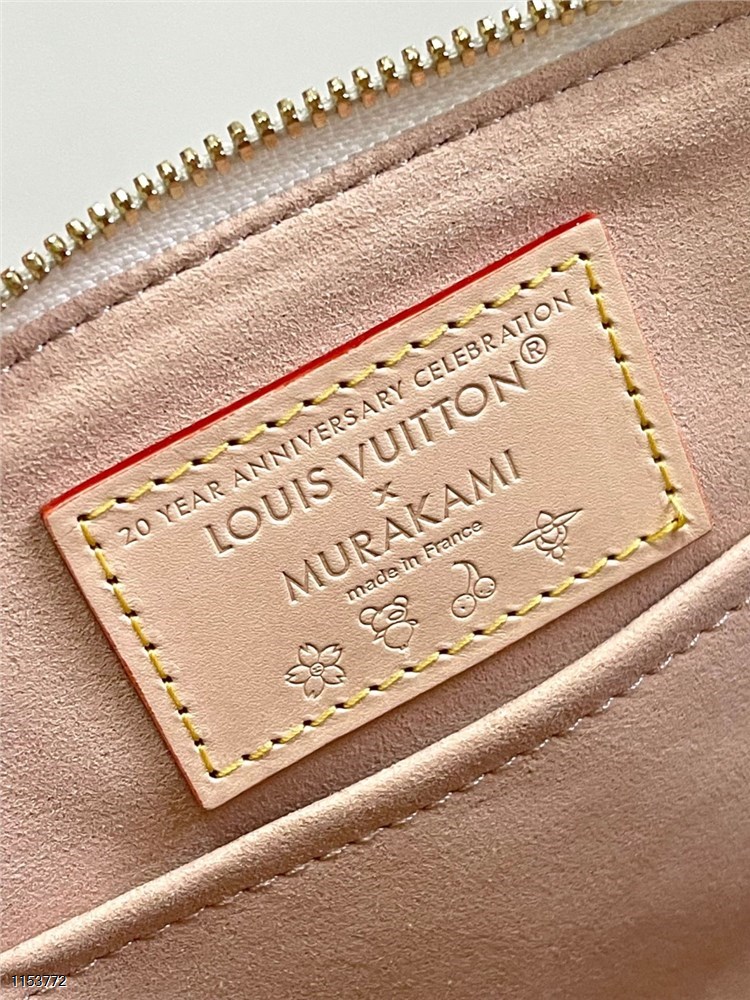 20 YEAR ANNIVERSARY CELEBRATION
LOUIS VUITTON®
x
MURAKAMI
made in France
1153772